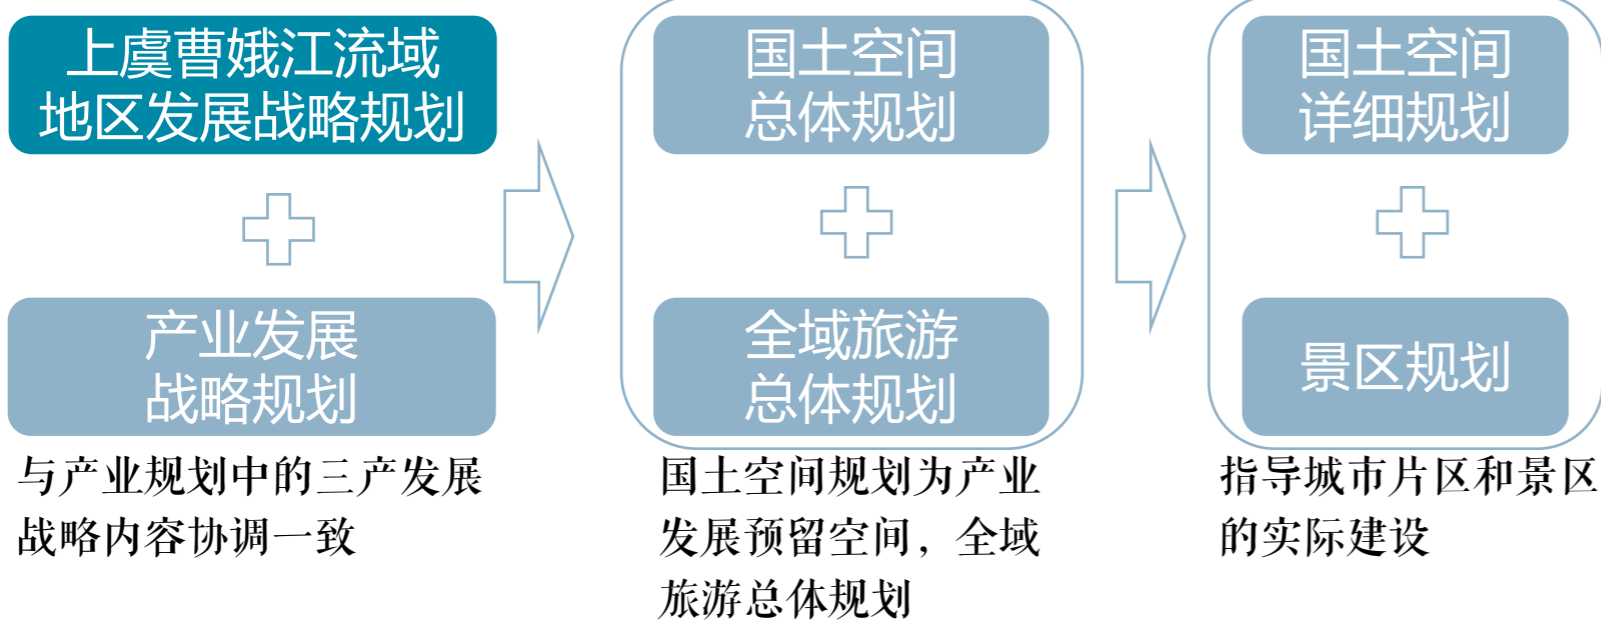 上虞曹娥江流域
地区发展战略规划
产业发展
战略规划
与产业规划中的三产发展
战略内容协调一致
国土空间
总体规划
全域旅游
总体规划
国土空间规划为产业
发展预留空间，全域
旅游总体规划
国土空间
详细规划
景区规划
指导城市片区和景区
的实际建设